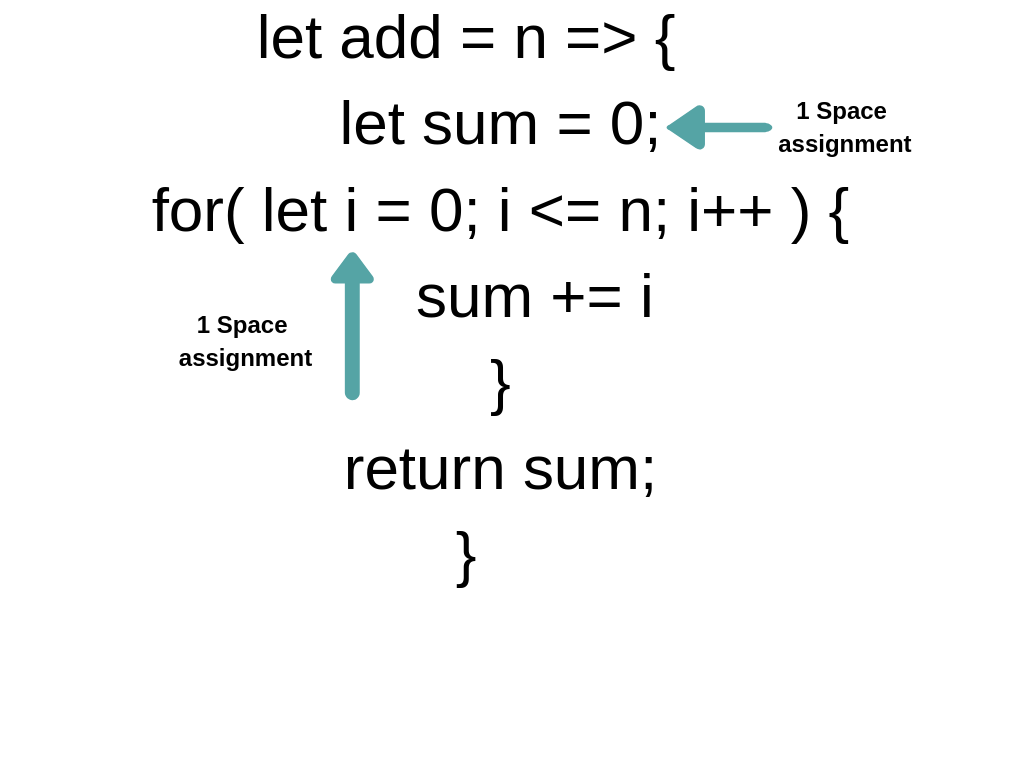 let add = n => {
let sum = 0;
1 Space
assignment
for( let i = 0; i <= n; i++ ) {
sum += i
1 Space
assignment
}
return sum;
}